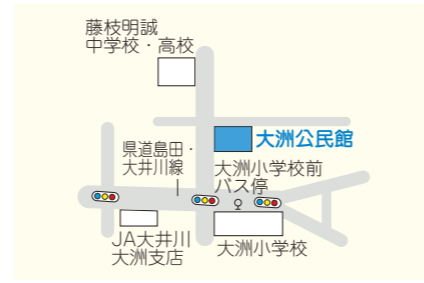 藤枝明誠
中学校・高校
大洲公民館
県道島田・
大井川線
大洲小学校前
バス停
JA大井川
大洲支店
大洲小学校